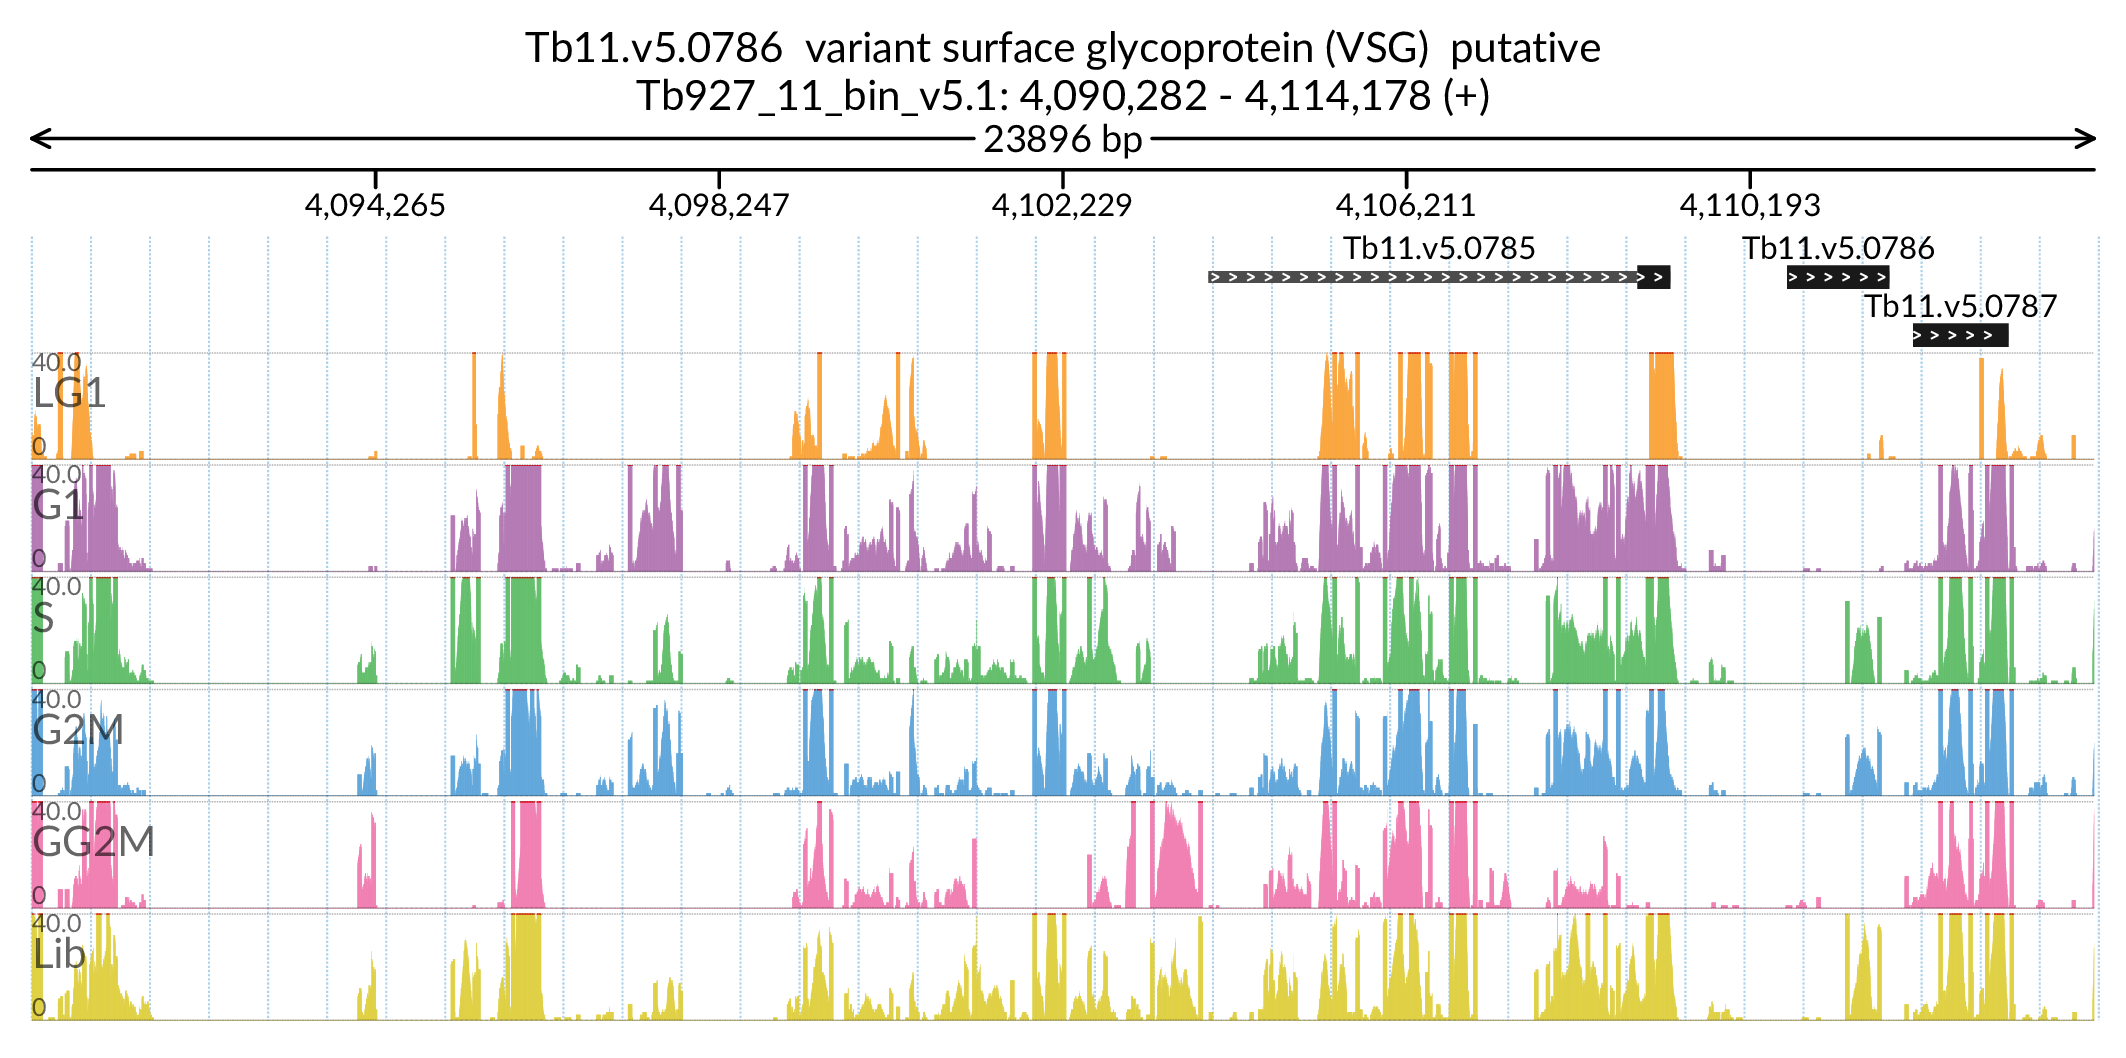 Tb11.v5.0786 variant surface glycoprotein (VSG) putative
Tb927_11_bin_v5.1: 4,090,282 - 4,114,178 (+)
23896 bp
4,094,265 4,098,247 4,102,229 4,106,211 4,110,193
Tb11.v5.0785 Tb11.v5.0786
Tb11.v5.0787
40.0
LG1
0
40.0
G1
0
40.0
S
0
40.0
G2M
0
40.0
GG2M
0
40.0
Lib
0